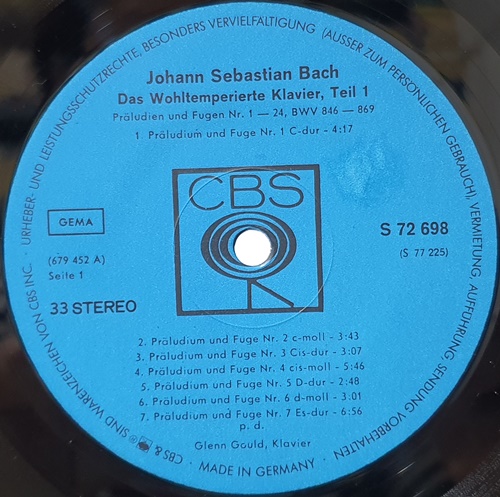 Johann Sebastian Bach
Das Wohltemperierte Klavier, Teil 1
Präludien und Fugen Nr. 1 — 24, BWV 846 — 869
1. Präludium und Fuge Nr. 1 C-dur - 4:17
CBS
GEMA
S 72 698
(679 452 A)
(S 77 225)
Seite 1
33 STEREO
2. Präludium und Fuge Nr. 2 c-moll - 3:43
3. Präludium und Fuge Nr. 3 Cis-dur - 3:07
4. Präludium und Fuge Nr. 4 cis-moll - 5:46
5. Präludium und Fuge Nr. 5 D-dur - 2:48
6. Präludium und Fuge Nr. 6 d-moll - 3:01
7. Präludium und Fuge Nr. 7 Es-dur - 6:56
p. d.
Glenn Gould, Klavier
CBS & SIND WARENZEICHEN VON CBS INC. · URHEBER- UND LEISTUNGSSCHUTZRECHTE, BESONDERS VERVIELFÄLTIGUNG (AUSSER ZUM PERSÖNLICHEN GEBRAUCH), VERMIETUNG, AUFFÜHRUNG, SENDUNG VORBEHALTEN · MADE IN GERMANY ·